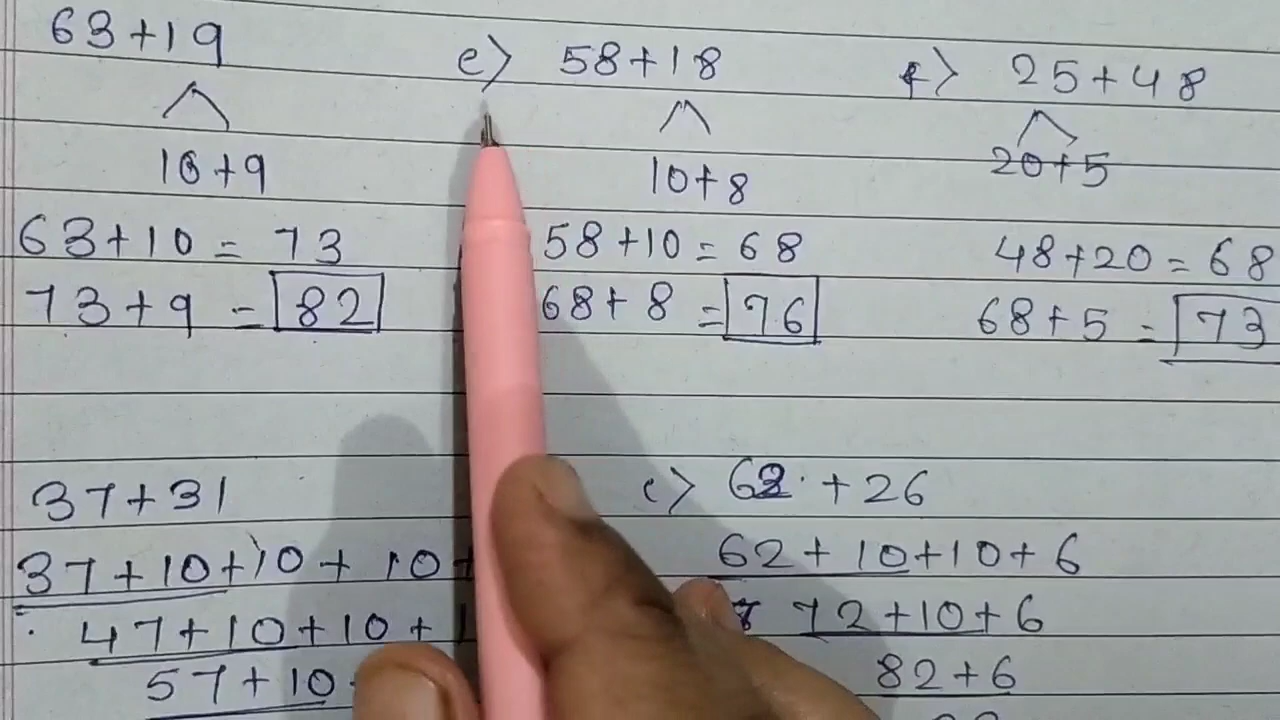 63+19
10+9
63+10 = 73
73+9 = 82
e) 58+18
10+8
58+10 = 68
68+8 = 76
f) 25+48
20+5
48+20 = 68
68+5 = 73
37+31
37+10+10+10+
47+10+10+1
57+10
c) 62 +26
62+10+10+6
72+10+6
82+6